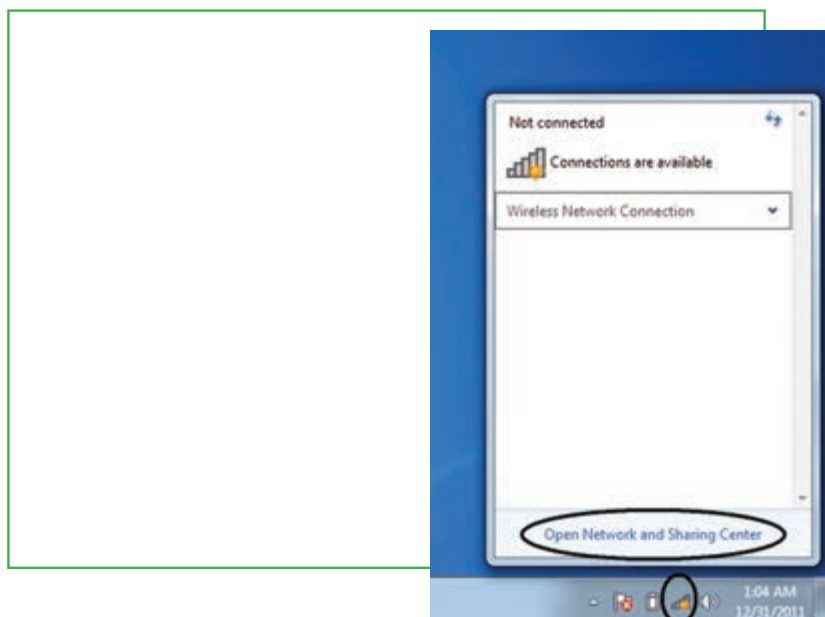 Not connected
Connections are available
Wireless Network Connection
Open Network and Sharing Center
1:04 AM
12/31/2011